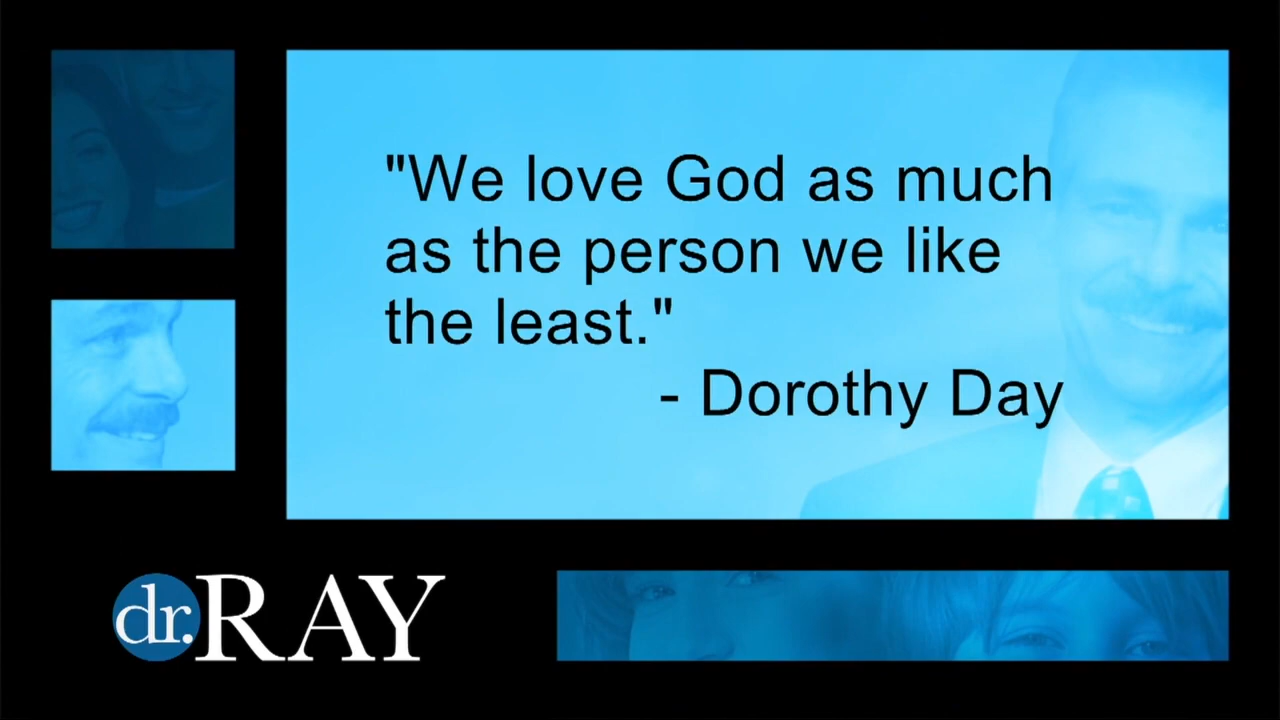 "We love God as much
as the person we like
the least."
- Dorothy Day
dr. RAY